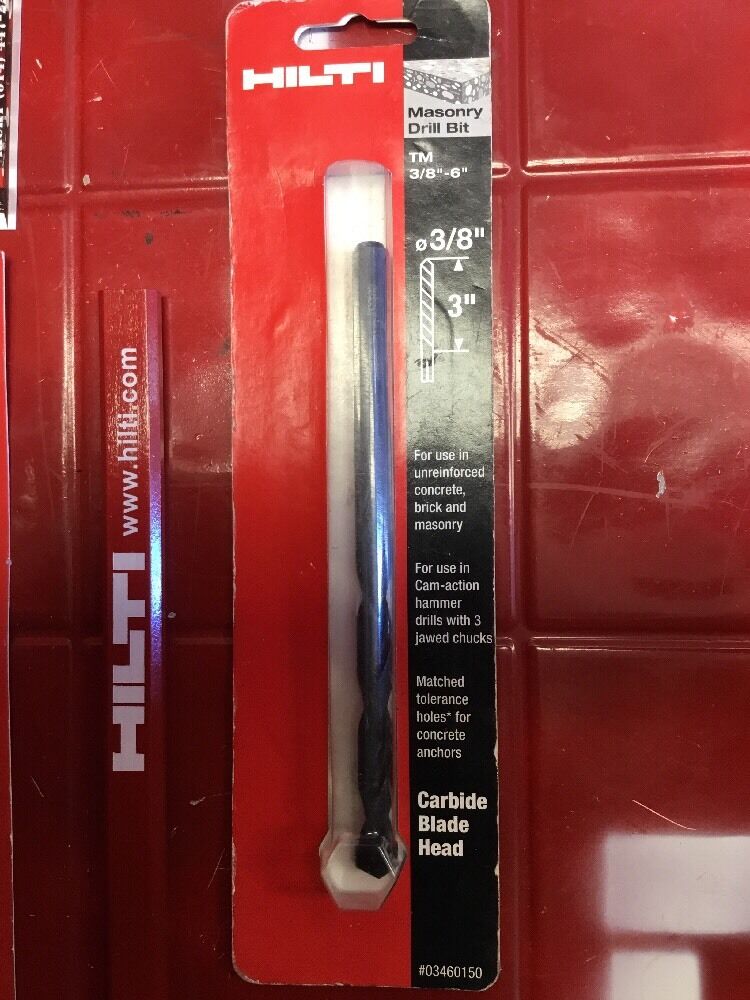 HILTI
Masonry
Drill Bit
TM
3/8"-6"
ø3/8"
3"
For use in
unreinforced
concrete,
brick and
masonry
For use in
Cam-action
hammer
drills with 3
jawed chucks
Matched
tolerance
holes* for
concrete
anchors
Carbide
Blade
Head
#03460150
HILTI www.hilti.com